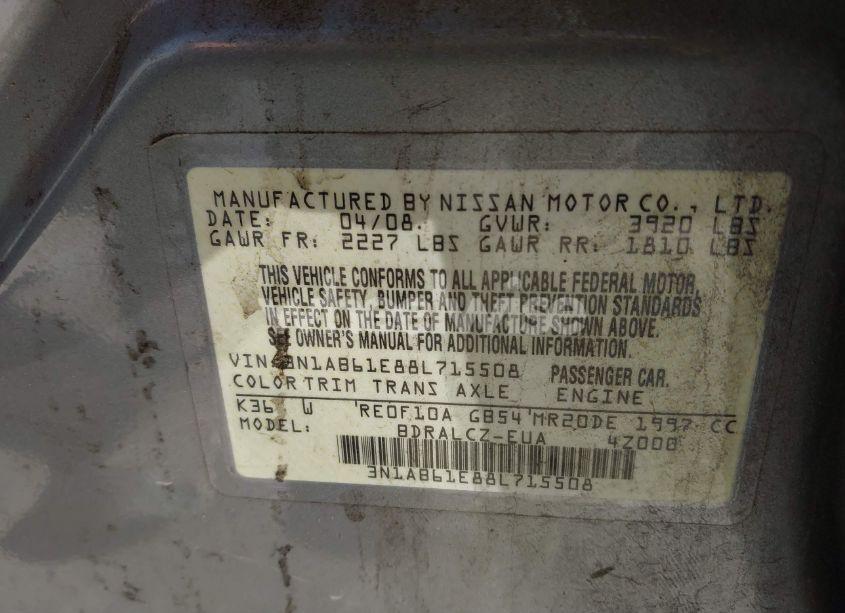 MANUFACTURED BY NISSAN MOTOR CO., LTD.
DATE: 04/08. GVWR: 3920 LBS
GAWR FR: 2227 LBS GAWR RR: 1810 LBS
THIS VEHICLE CONFORMS TO ALL APPLICABLE FEDERAL MOTOR
VEHICLE SAFETY, BUMPER AND THEFT PREVENTION STANDARDS
IN EFFECT ON THE DATE OF MANUFACTURE SHOWN ABOVE.
SEE OWNER'S MANUAL FOR ADDITIONAL INFORMATION.
VIN 3N1AB61E88L715508 PASSENGER CAR.
COLOR TRIM TRANS AXLE ENGINE
K36 W RE0F10A GB54 MR20DE 1997 CC
MODEL: BDRALCZ-EUA 4Z000
3N1AB61E88L715508